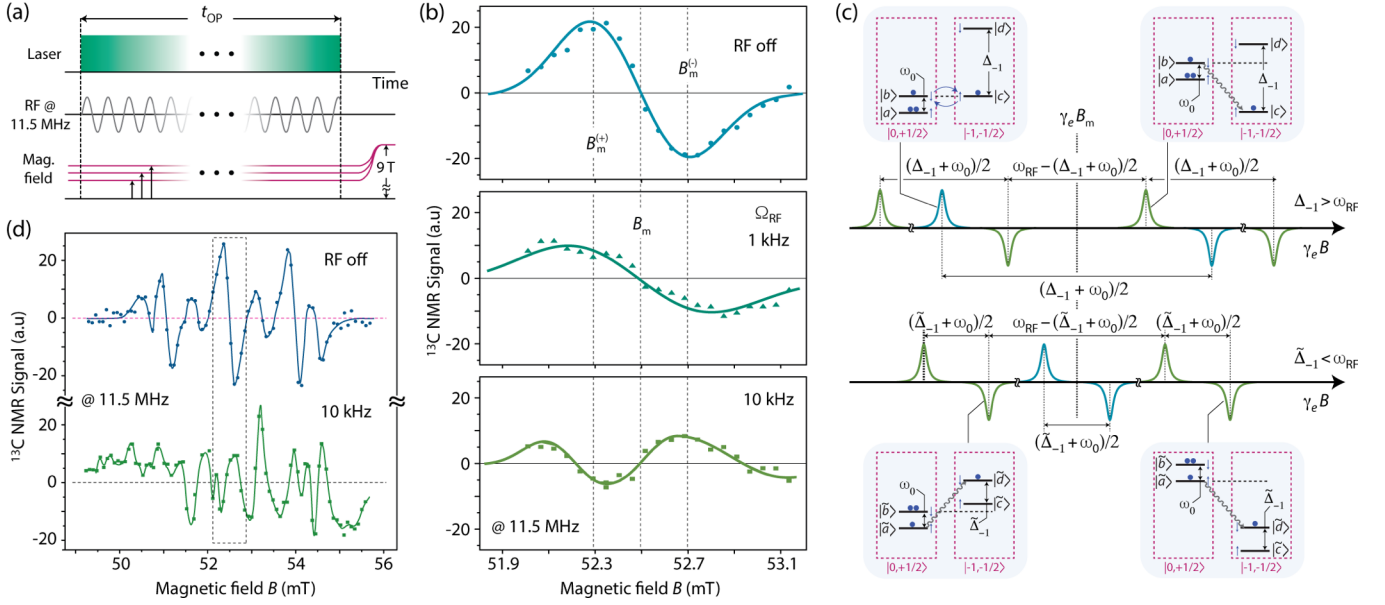 (a)
t_OP
Laser
Time
RF @
11.5 MHz
Mag.
field
9 T
(b)
20
10
0
-10
-20
RF off
B_m^(-)
B_m^(+)
20
10
0
-10
-20
Ω_RF
1 kHz
B_m
20
10
0
-10
-20
10 kHz
@ 11.5 MHz
51.9
52.3
52.7
53.1
Magnetic field B (mT)
13C NMR Signal (a.u)
(c)
|d⟩
Δ_-1
ω_0
|b⟩
|a⟩
|c⟩
|0,+1/2⟩
|-1,-1/2⟩
|d⟩
|b⟩
|a⟩
Δ_-1
ω_0
|c⟩
|0,+1/2⟩
|-1,-1/2⟩
γ_e B_m
(Δ_-1 + ω_0)/2
ω_RF − (Δ_-1 + ω_0)/2
(Δ_-1 + ω_0)/2
Δ_-1 > ω_RF
γ_e B
(Δ_-1 + ω_0)/2
(Δ̃_-1 + ω_0)/2
ω_RF − (Δ̃_-1 + ω_0)/2
(Δ̃_-1 + ω_0)/2
Δ̃_-1 < ω_RF
γ_e B
(Δ̃_-1 + ω_0)/2
ω_0
|d̃⟩
|b̃⟩
|c̃⟩
|ã⟩
Δ̃_-1
|0,+1/2⟩
|-1,-1/2⟩
|b̃⟩
|ã⟩
ω_0
Δ̃_-1
|d̃⟩
|c̃⟩
|0,+1/2⟩
|-1,-1/2⟩
(d)
20
0
-20
RF off
@ 11.5 MHz
10 kHz
20
0
-20
50
52
54
56
Magnetic field B (mT)
13C NMR Signal (a.u)